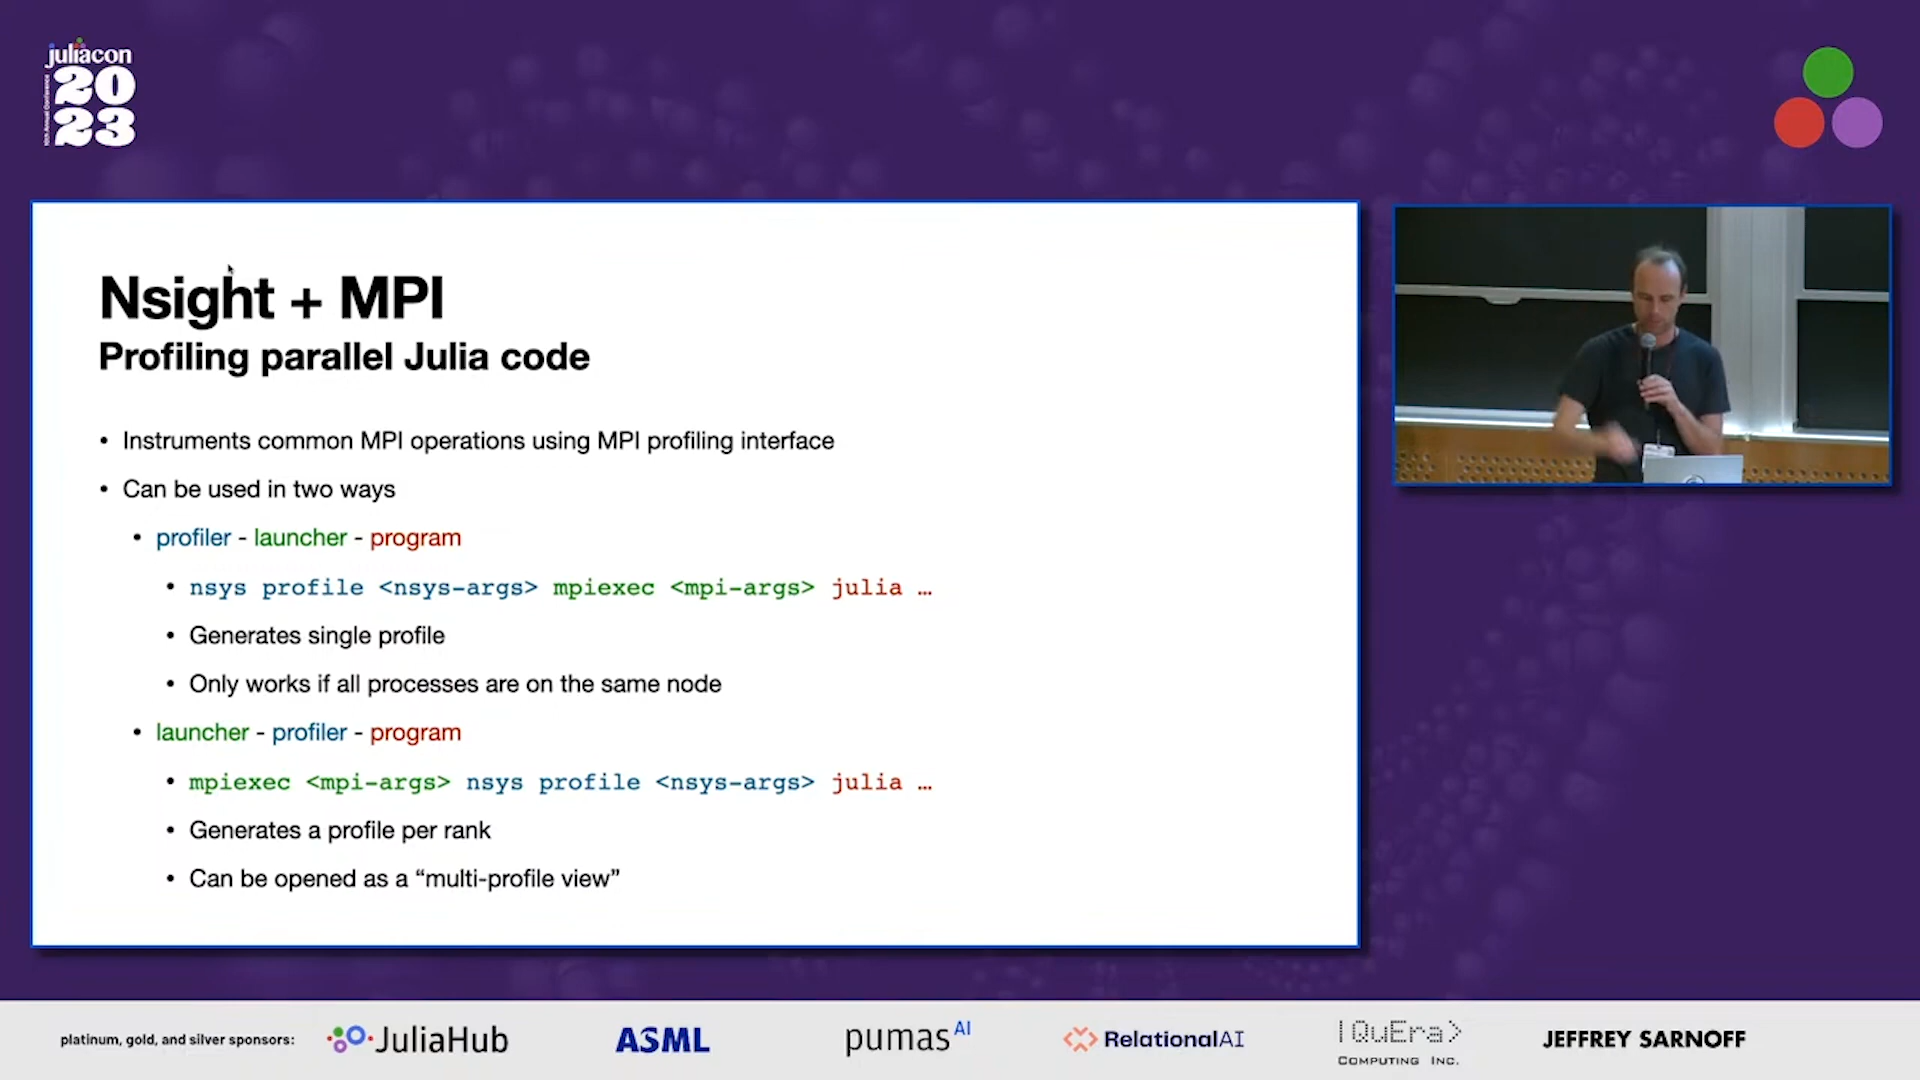 juliacon
20
23
Nsight + MPI
Profiling parallel Julia code
• Instruments common MPI operations using MPI profiling interface
• Can be used in two ways
• profiler - launcher - program
• nsys profile <nsys-args> mpiexec <mpi-args> julia …
• Generates single profile
• Only works if all processes are on the same node
• launcher - profiler - program
• mpiexec <mpi-args> nsys profile <nsys-args> julia …
• Generates a profile per rank
• Can be opened as a “multi-profile view”
platinum, gold, and silver sponsors:
JuliaHub
ASML
pumasAI
RelationalAI
|QuEra>
COMPUTING INC.
JEFFREY SARNOFF